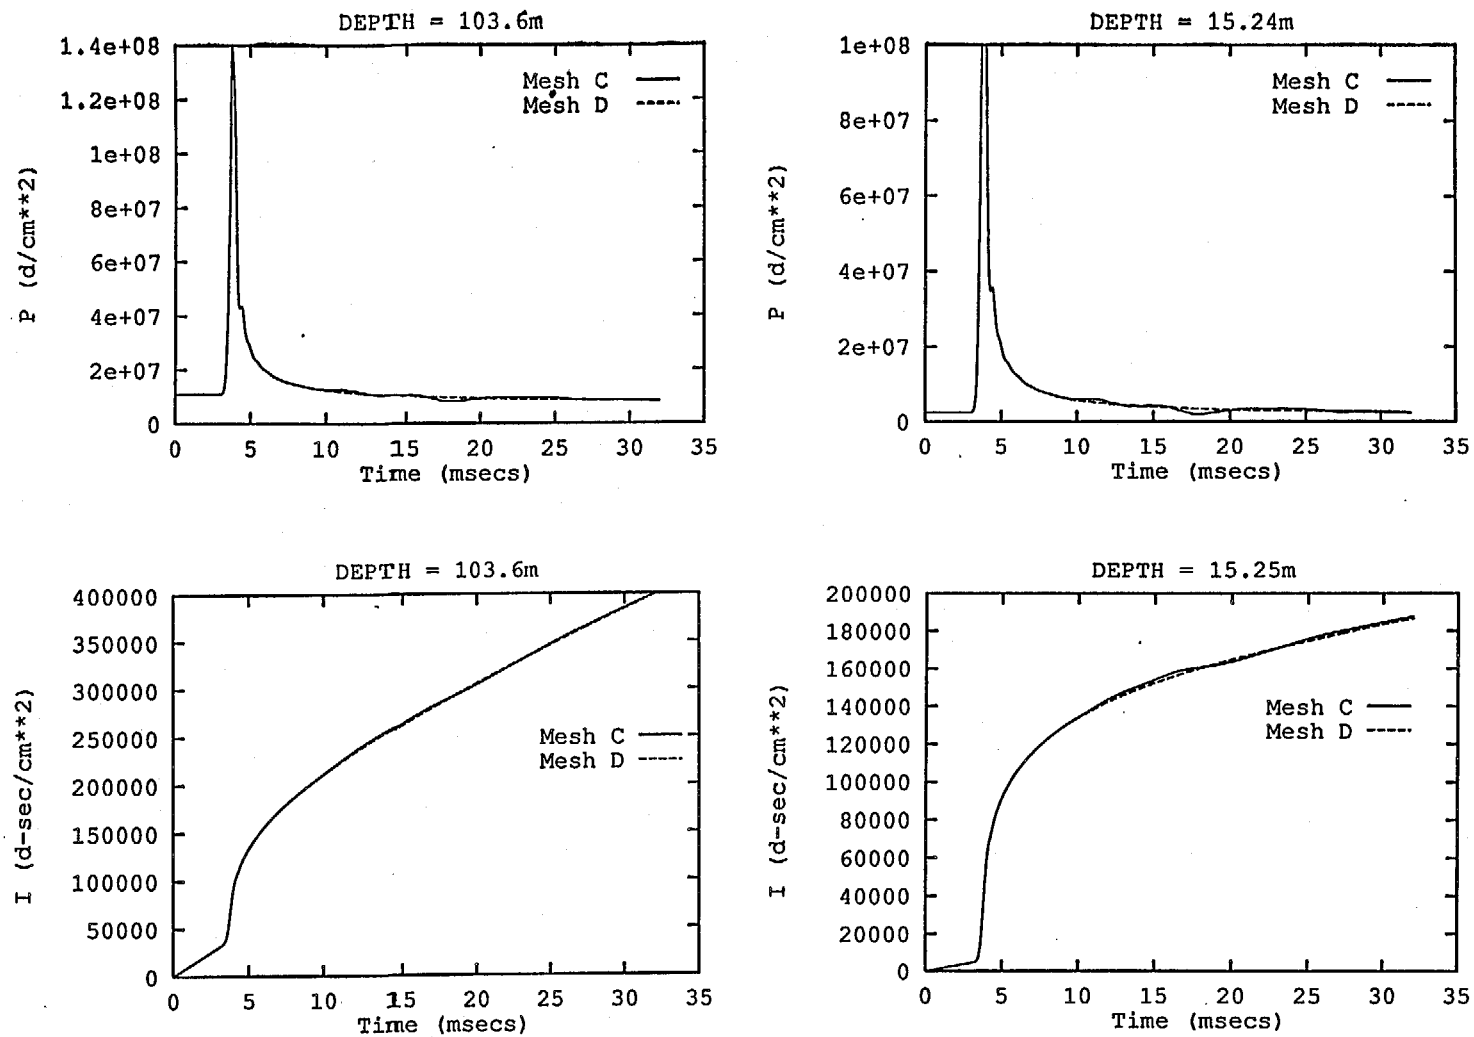 DEPTH = 103.6m
1.4e+08
1.2e+08
1e+08
8e+07
6e+07
4e+07
2e+07
0
P (d/cm**2)
Mesh C
Mesh D
0 5 10 15 20 25 30 35
Time (msecs)
DEPTH = 15.24m
1e+08
8e+07
6e+07
4e+07
2e+07
0
P (d/cm**2)
Mesh C
Mesh D
0 5 10 15 20 25 30 35
Time (msecs)
DEPTH = 103.6m
400000
350000
300000
250000
200000
150000
100000
50000
0
I (d-sec/cm**2)
Mesh C
Mesh D
0 5 10 15 20 25 30 35
Time (msecs)
DEPTH = 15.25m
200000
180000
160000
140000
120000
100000
80000
60000
40000
20000
0
I (d-sec/cm**2)
Mesh C
Mesh D
0 5 10 15 20 25 30 35
Time (msecs)